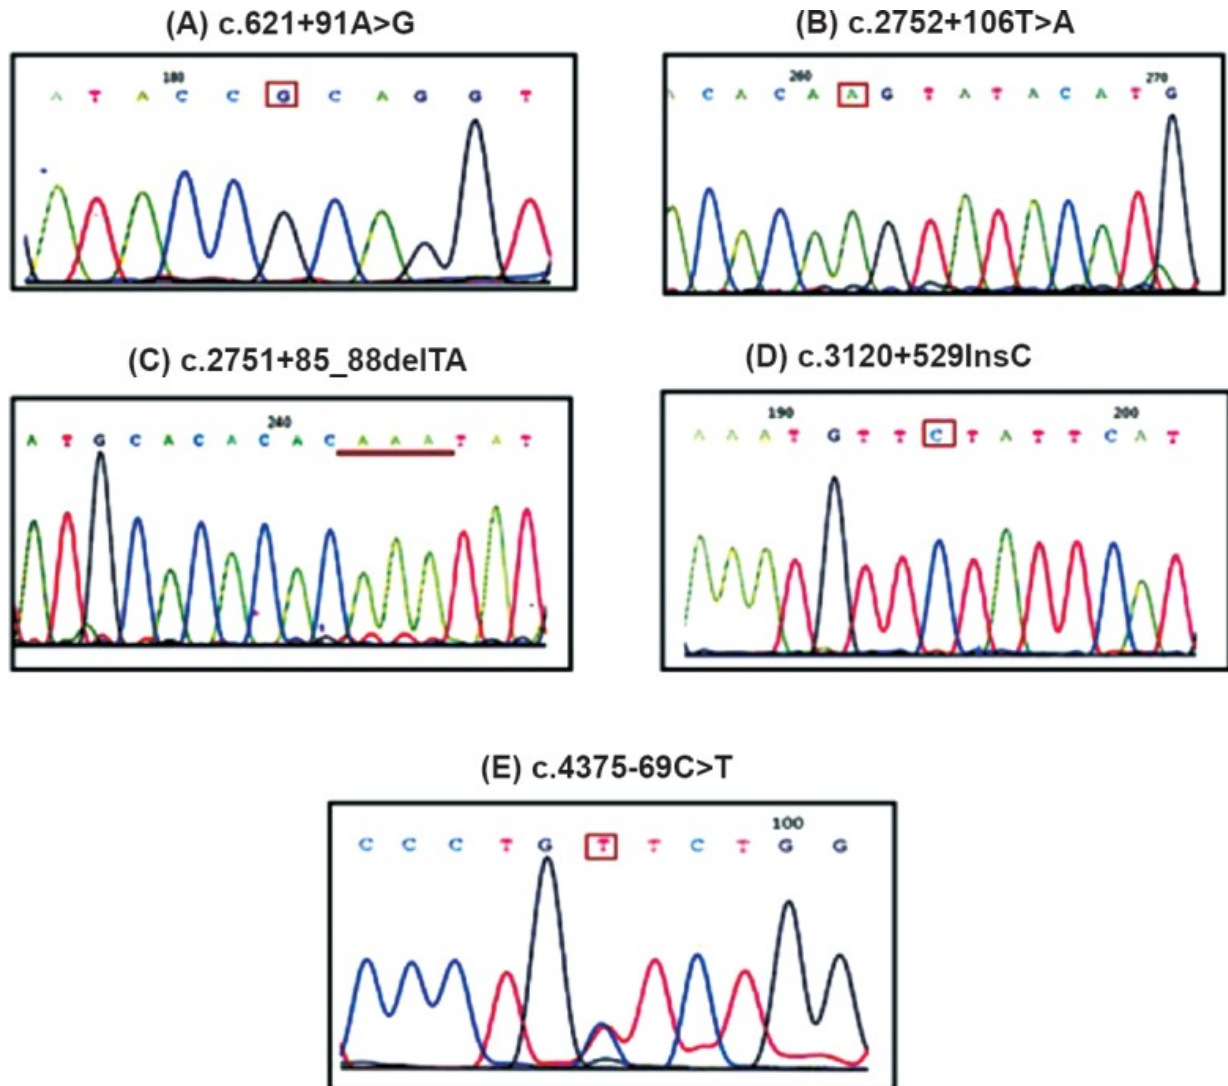 (A) c.621+91A>G
(B) c.2752+106T>A
180
A T A C C G C A G G T
260 270
A C A C A A G T A T A C A T G
(C) c.2751+85_88delTA
(D) c.3120+529InsC
240
A T G C A C A C A C A A A T A T
190 200
A A A T G T T C T A T T C A T
(E) c.4375-69C>T
100
C C C T G T T C T G G